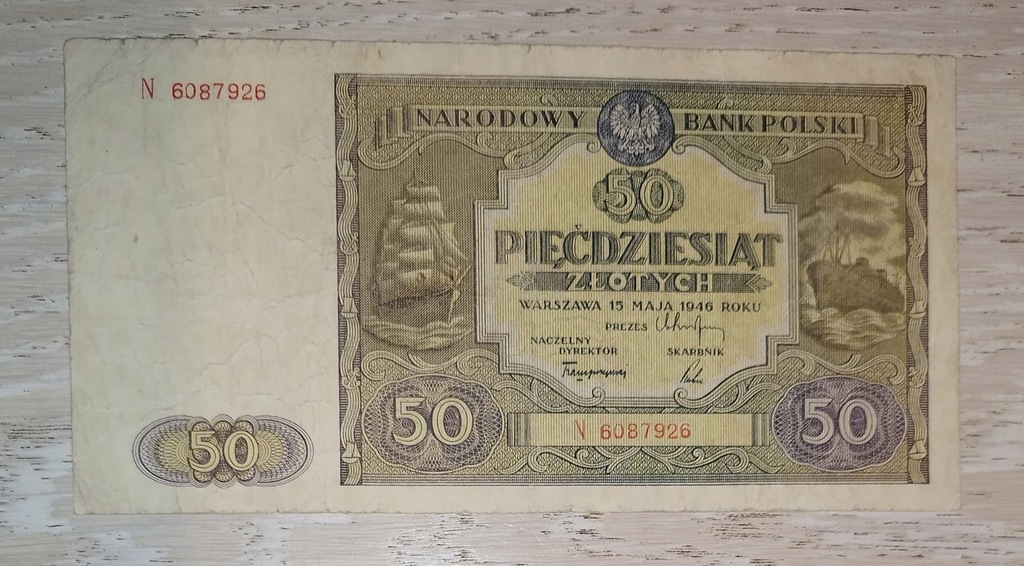 N 6087926
NARODOWY BANK POLSKI
50
PIĘĆDZIESIĄT
ZŁOTYCH
WARSZAWA 15 MAJA 1946 ROKU
PREZES
NACZELNY
DYREKTOR
SKARBNIK
50
50
N 6087926
50